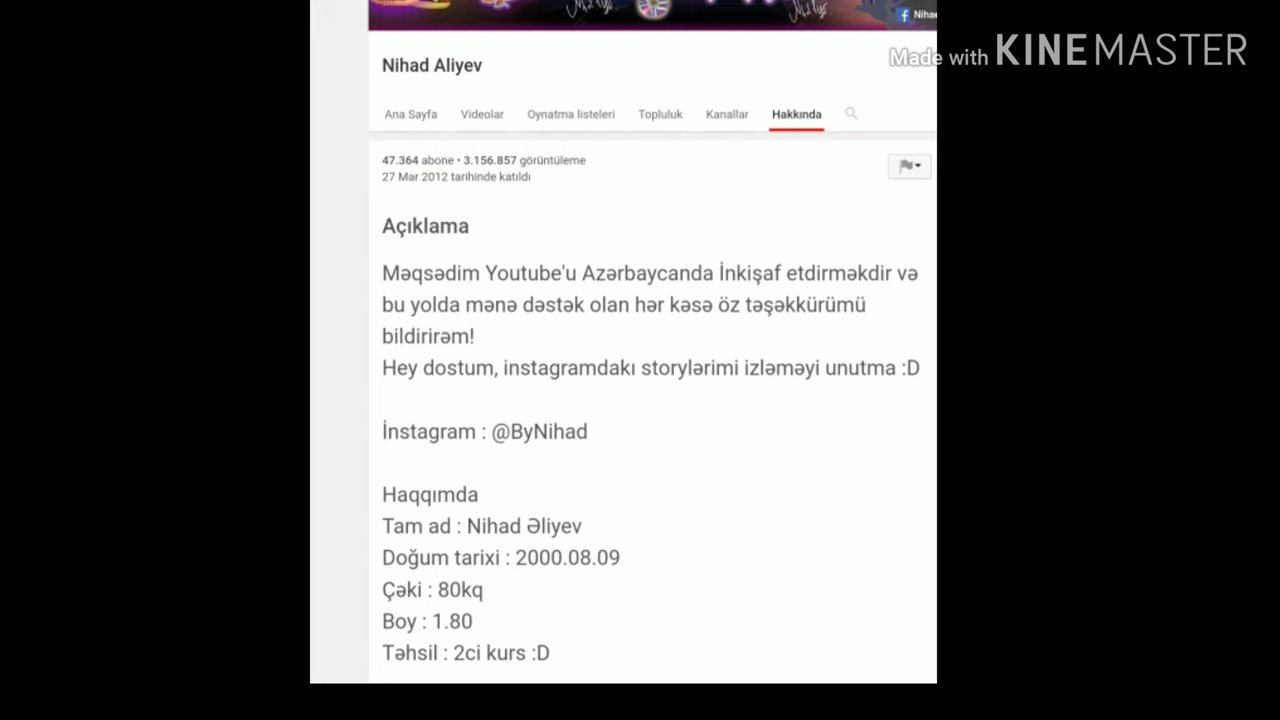 Nihad Aliyev
Made with KINEMASTER
Ana Sayfa Videolar Oynatma listeleri Topluluk Kanallar Hakkında
47.364 abone • 3.156.857 görüntüleme
27 Mar 2012 tarihinde katıldı
Açıklama
Məqsədim Youtube'u Azərbaycanda İnkişaf etdirməkdir və
bu yolda mənə dəstək olan hər kəsə öz təşəkkürümü
bildirirəm!
Hey dostum, instagramdakı storylərimi izləməyi unutma :D
İnstagram : @ByNihad
Haqqımda
Tam ad : Nihad Əliyev
Doğum tarixi : 2000.08.09
Çəki : 80kq
Boy : 1.80
Təhsil : 2ci kurs :D